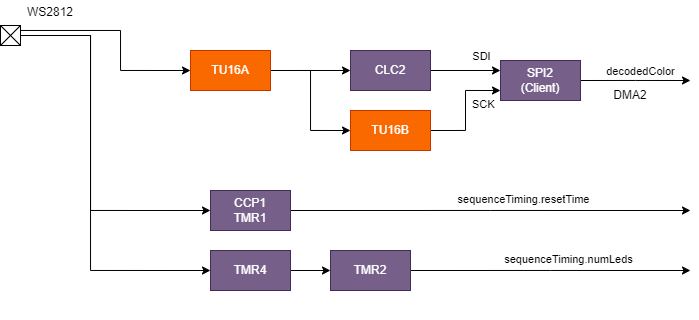 WS2812
TU16A
CLC2
SDI
SPI2
(Client)
decodedColor
DMA2
SCK
TU16B
CCP1
TMR1
sequenceTiming.resetTime
TMR4
TMR2
sequenceTiming.numLeds